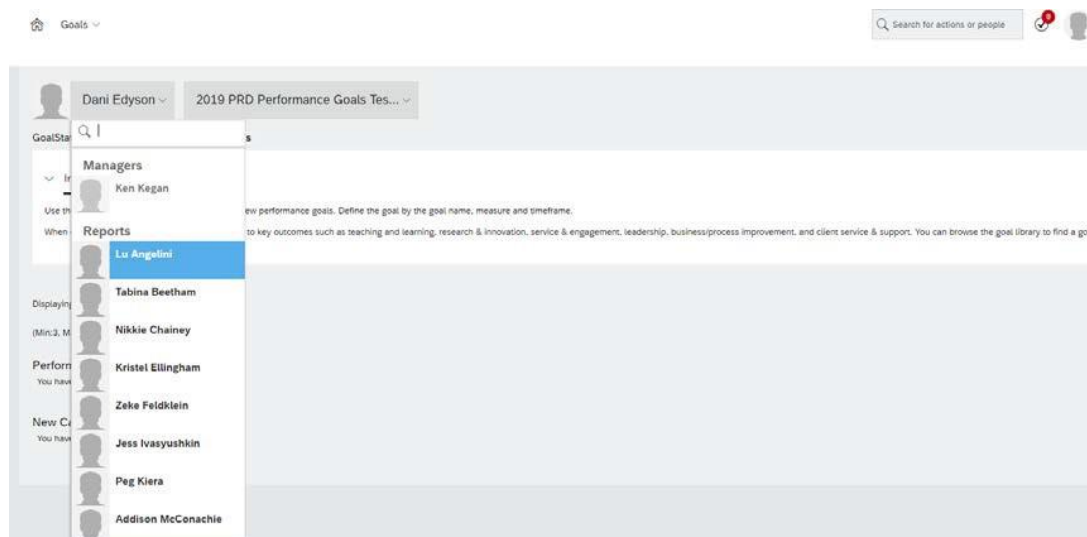 Goals
Search for actions or people
Dani Edyson
2019 PRD Performance Goals Tes...
GoalSta
s
Managers
Ken Kegan
Use th
ew performance goals. Define the goal by the goal name, measure and timeframe.
When
Reports
to key outcomes such as teaching and learning, research & innovation, service & engagement, leadership, business/process improvement, and client service & support. You can browse the goal library to find a go
Lu Angelini
Tabina Beetham
Displaying
Nikkie Chainey
(Min:3, M
Perform
Kristel Ellingham
You have
Zeke Feldklein
New Ca
You have
Jess Ivasyushkin
Peg Kiera
Addison McConachie